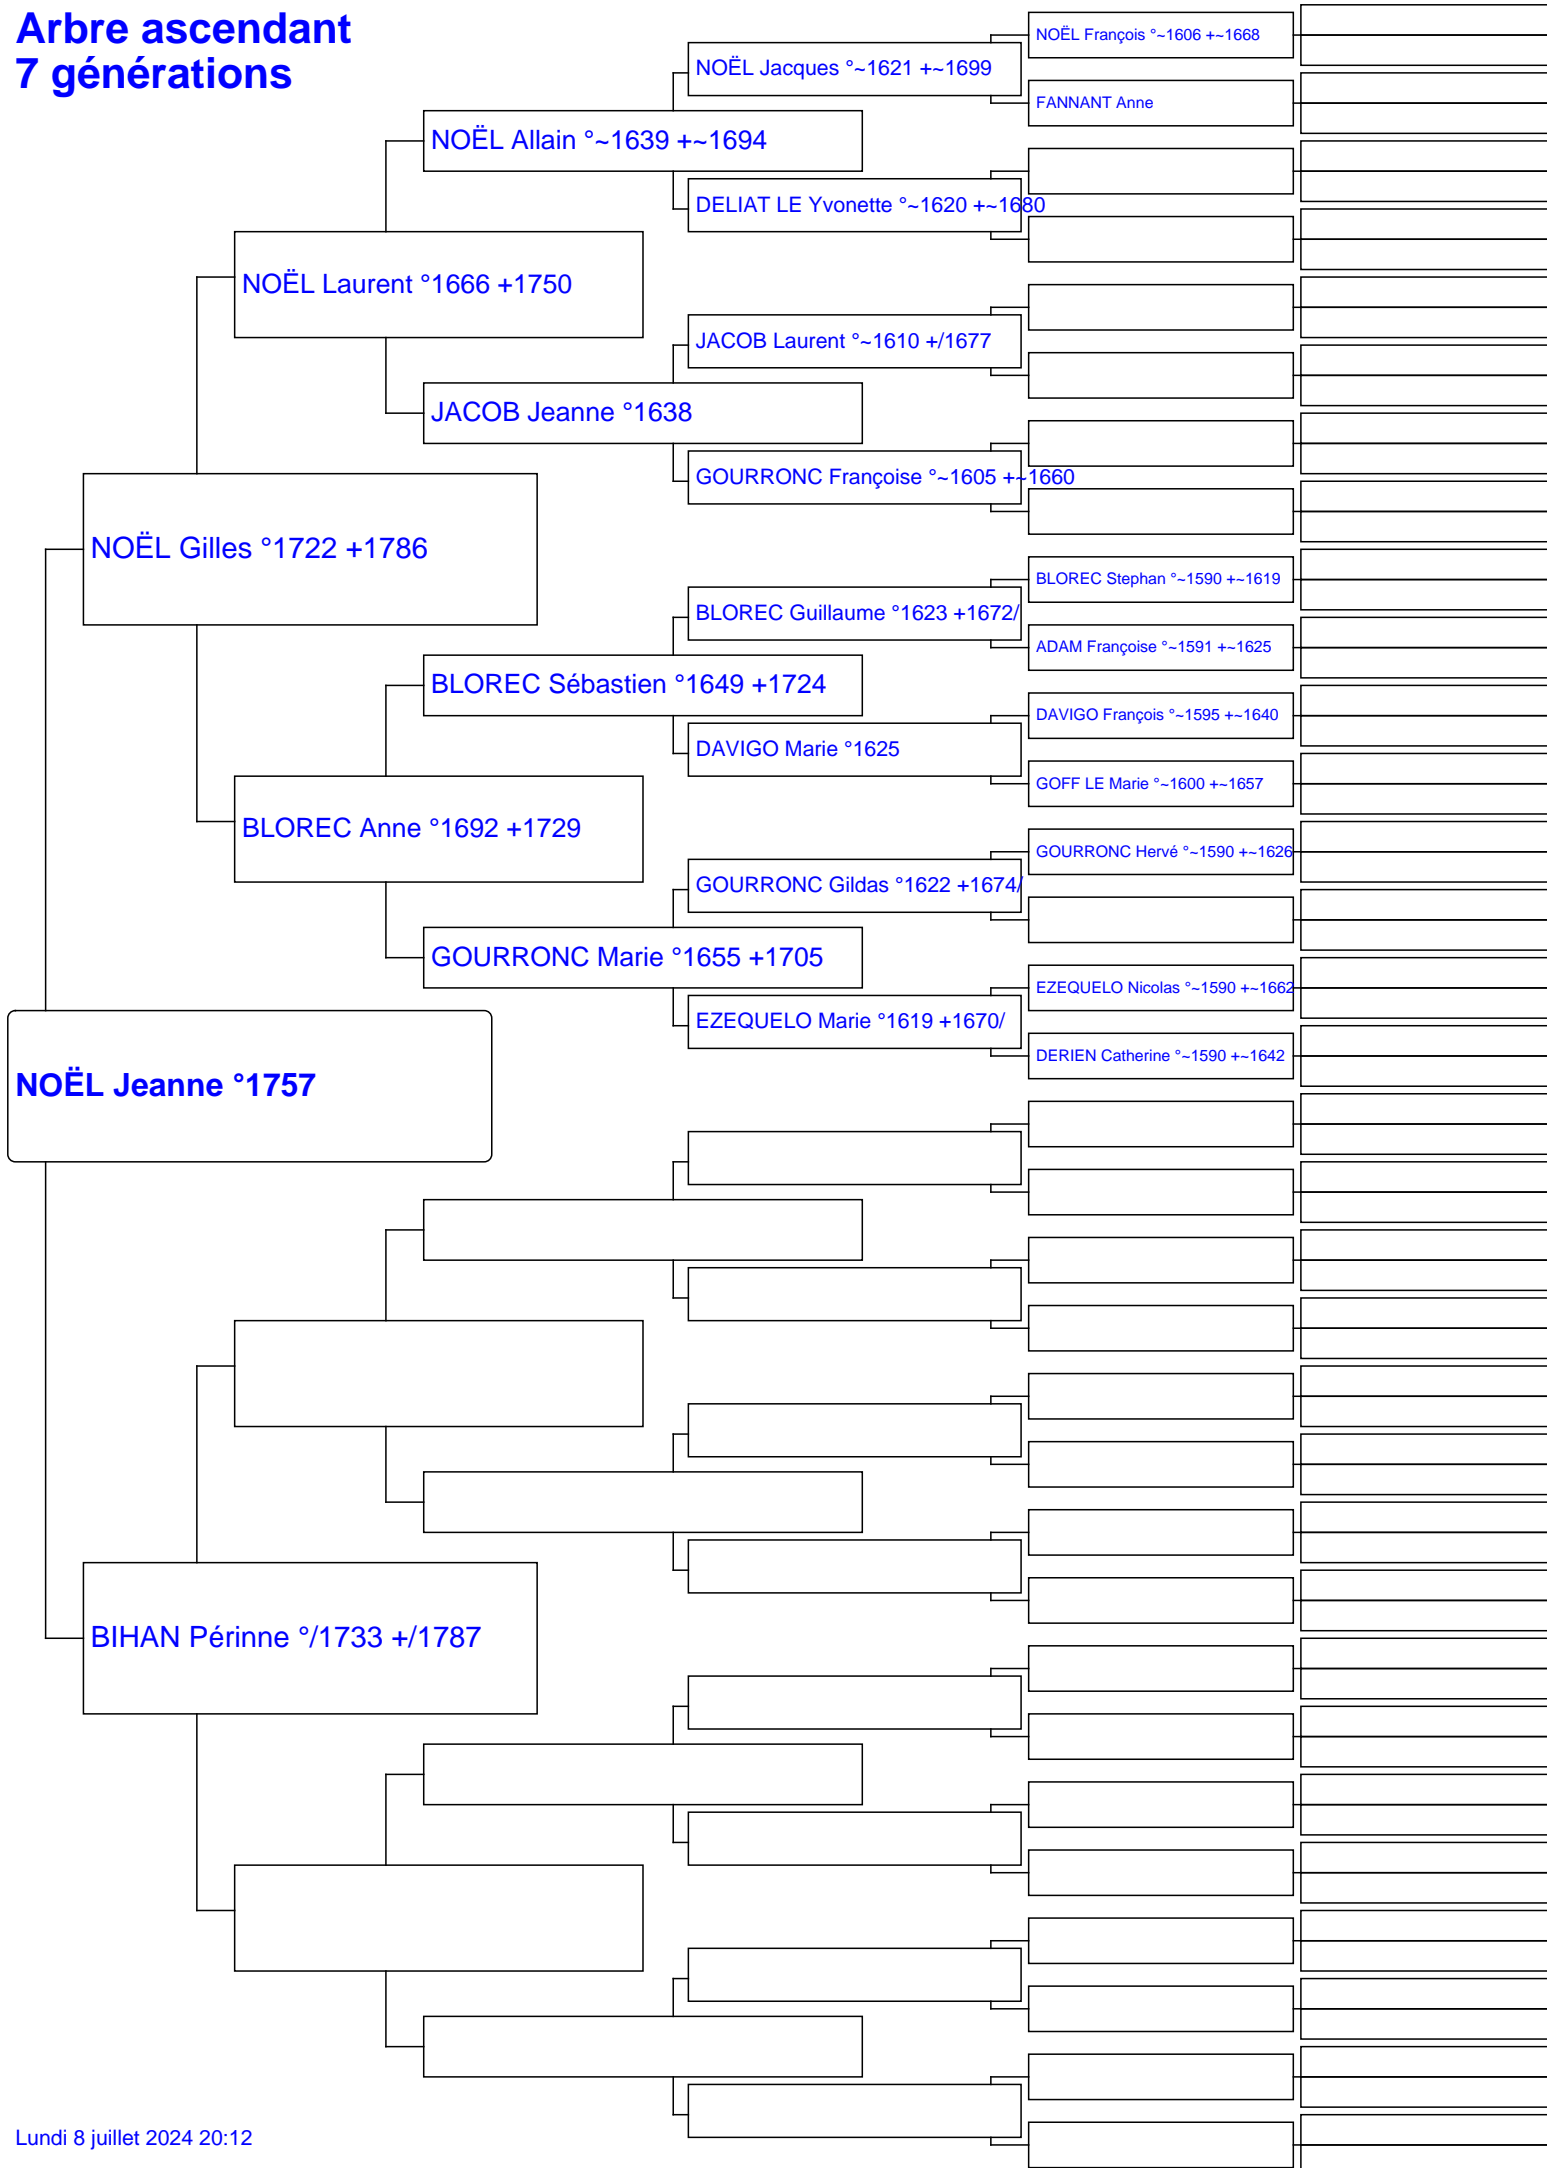 Arbre ascendant
7 générations
NOËL François °~1606 +~1668
NOËL Jacques °~1621 +~1699
FANNANT Anne
NOËL Allain °~1639 +~1694
DELIAT LE Yvonette °~1620 +~1680
NOËL Laurent °1666 +1750
JACOB Laurent °~1610 +/1677
JACOB Jeanne °1638
GOURRONC Françoise °~1605 +~1660
NOËL Gilles °1722 +1786
BLOREC Stephan °~1590 +~1619
BLOREC Guillaume °1623 +1672/
ADAM Françoise °~1591 +~1625
BLOREC Sébastien °1649 +1724
DAVIGO François °~1595 +~1640
DAVIGO Marie °1625
GOFF LE Marie °~1600 +~1657
BLOREC Anne °1692 +1729
GOURRONC Hervé °~1590 +~1626
GOURRONC Gildas °1622 +1674/
GOURRONC Marie °1655 +1705
EZEQUELO Nicolas °~1590 +~1662
EZEQUELO Marie °1619 +1670/
DERIEN Catherine °~1590 +~1642
NOËL Jeanne °1757
BIHAN Périnne °/1733 +/1787
Lundi 8 juillet 2024 20:12